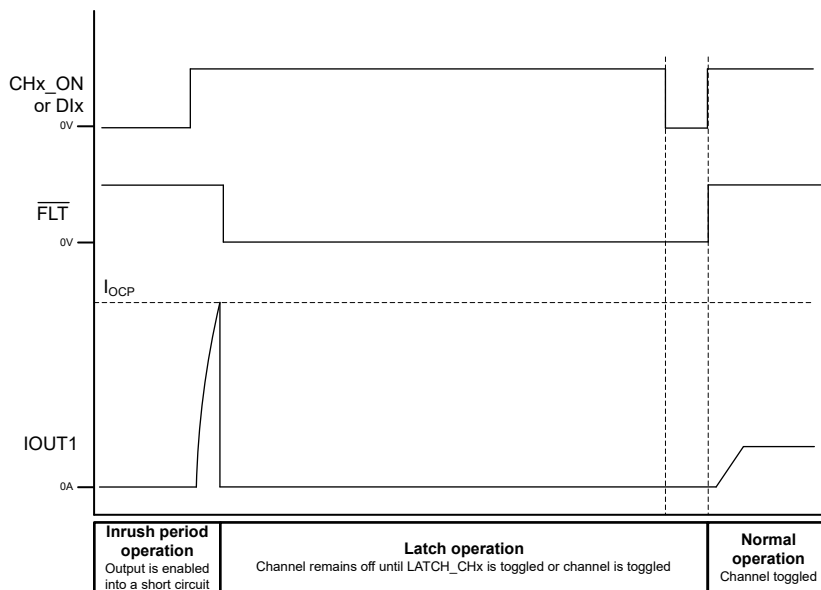 CHx_ON
or DIx
0V
FLT
0V
IOCP
IOUT1
0A
Inrush period
operation
Output is enabled
into a short circuit
Latch operation
Channel remains off until LATCH_CHx is toggled or channel is toggled
Normal
operation
Channel toggled